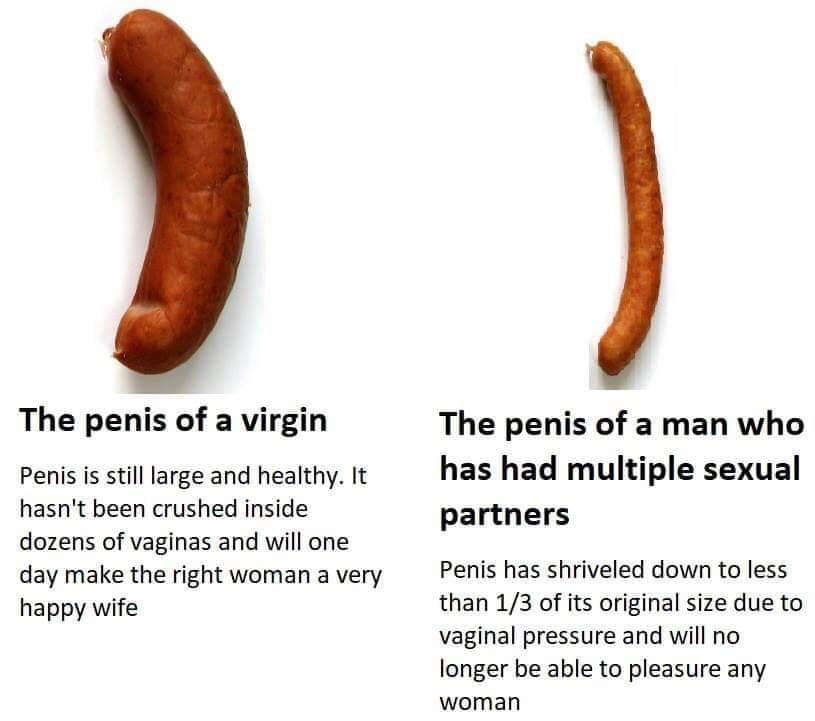 The penis of a virgin
Penis is still large and healthy. It
hasn't been crushed inside
dozens of vaginas and will one
day make the right woman a very
happy wife
The penis of a man who
has had multiple sexual
partners
Penis has shriveled down to less
than 1/3 of its original size due to
vaginal pressure and will no
longer be able to pleasure any
woman